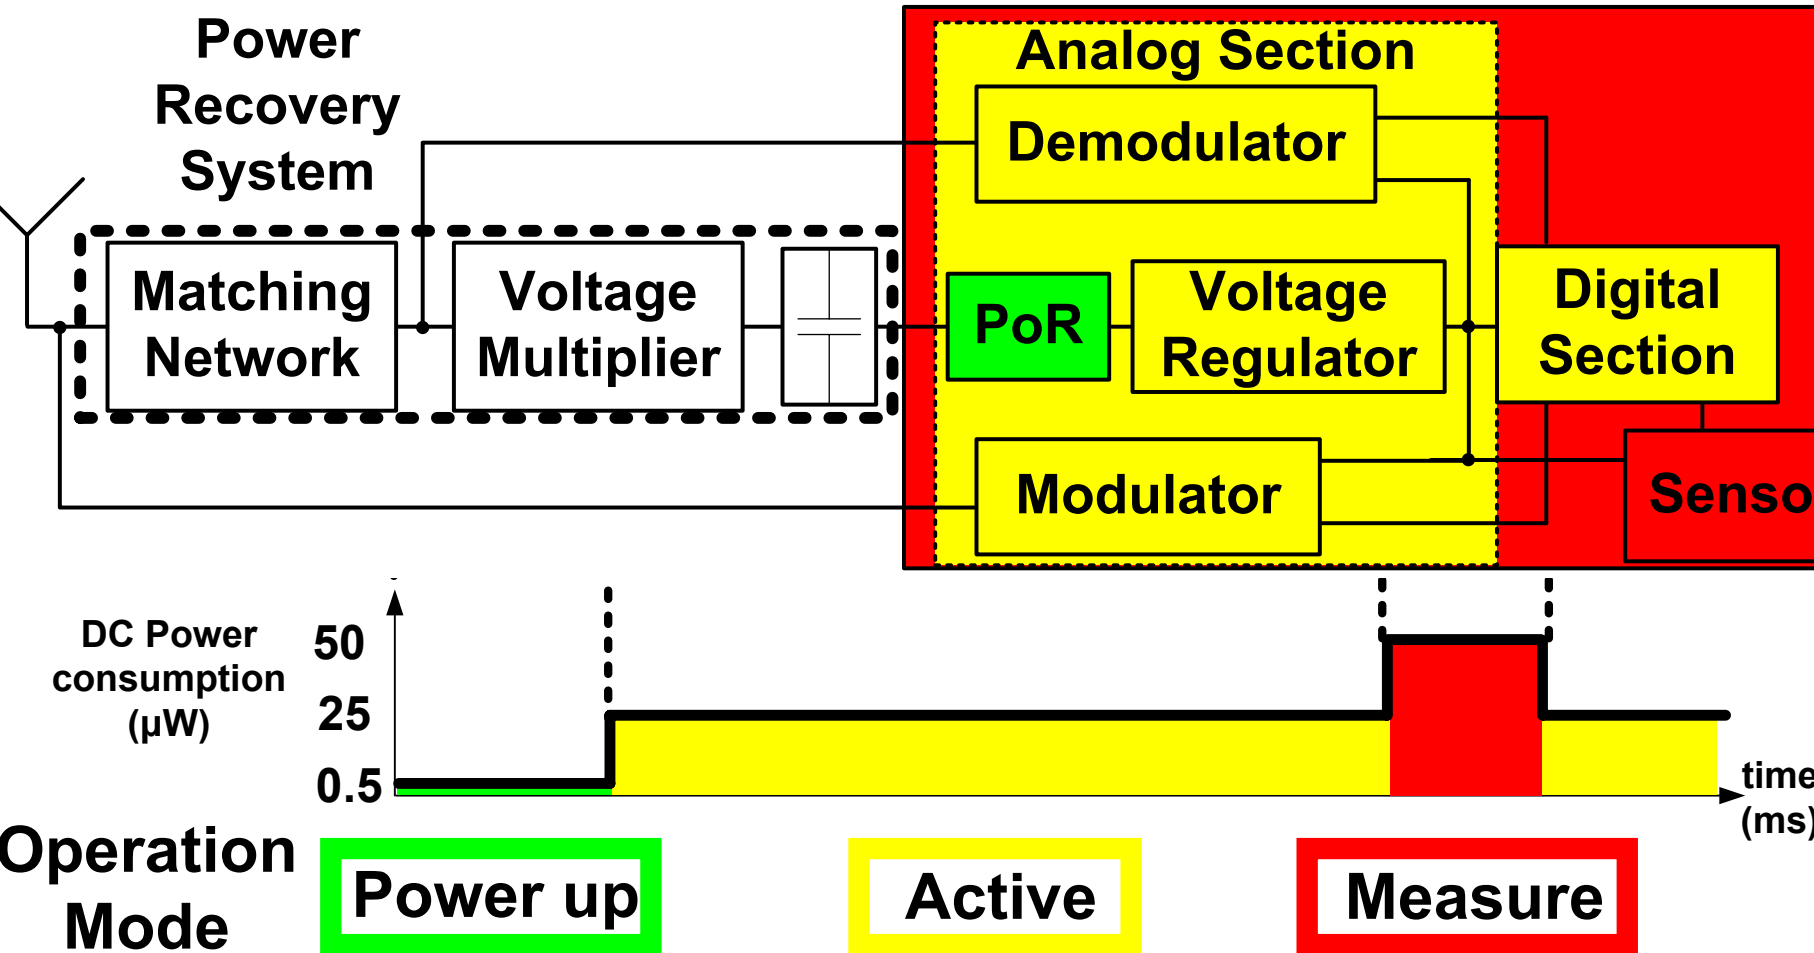 Power
Recovery
System
Analog Section
Demodulator
Matching
Network
Voltage
Multiplier
PoR
Voltage
Regulator
Digital
Section
Modulator
Senso
DC Power
consumption
(µW)
50
25
0.5
time
(ms)
Operation
Mode
Power up
Active
Measure